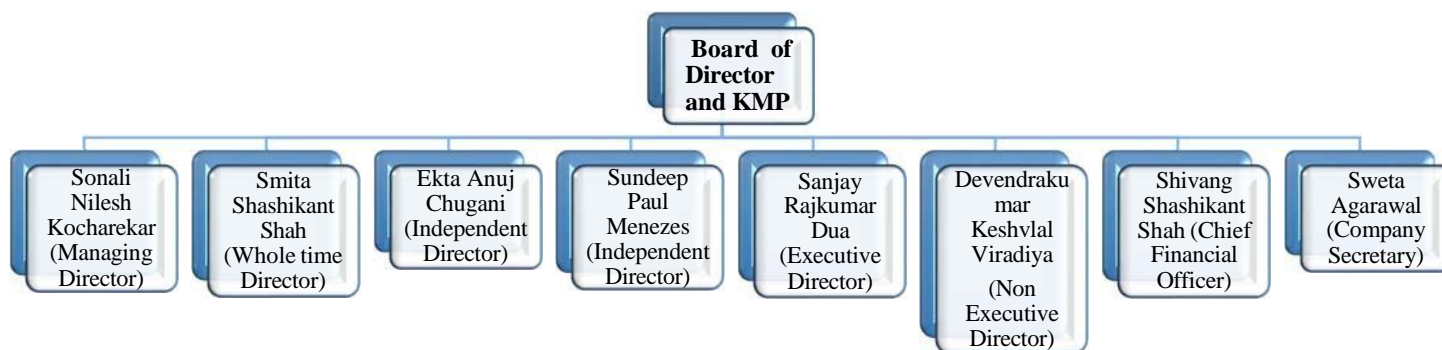 Board of
Director
and KMP
Sonali
Nilesh
Kocharekar
(Managing
Director)
Smita
Shashikant
Shah
(Whole time
Director)
Ekta Anuj
Chugani
(Independent
Director)
Sundeep
Paul
Menezes
(Independent
Director)
Sanjay
Rajkumar
Dua
(Executive
Director)
Devendraku
mar
Keshvlal
Viradiya
(Non
Executive
Director)
Shivang
Shashikant
Shah (Chief
Financial
Officer)
Sweta
Agarawal
(Company
Secretary)